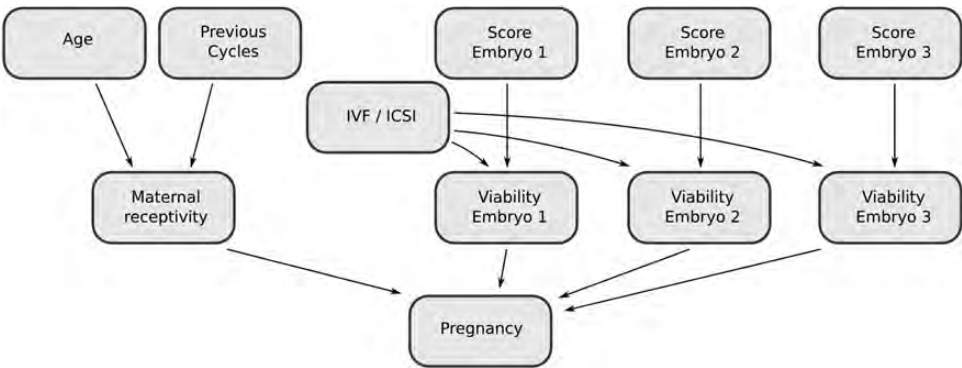 Age
Previous
Cycles
Score
Embryo 1
Score
Embryo 2
Score
Embryo 3
IVF / ICSI
Maternal
receptivity
Viability
Embryo 1
Viability
Embryo 2
Viability
Embryo 3
Pregnancy